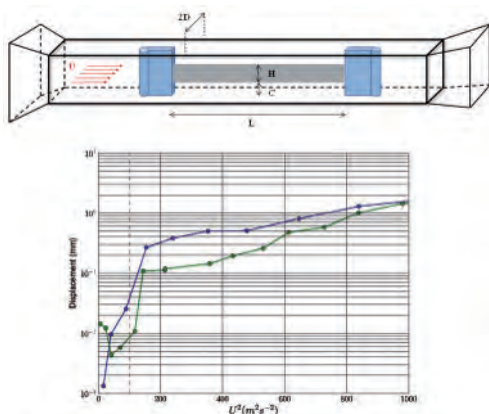 2D
U
H
C
L
10¹
10⁰
10⁻¹
10⁻²
10⁻³
Displacement (mm)
0 200 400 600 800 1000
U²(m²s⁻²)